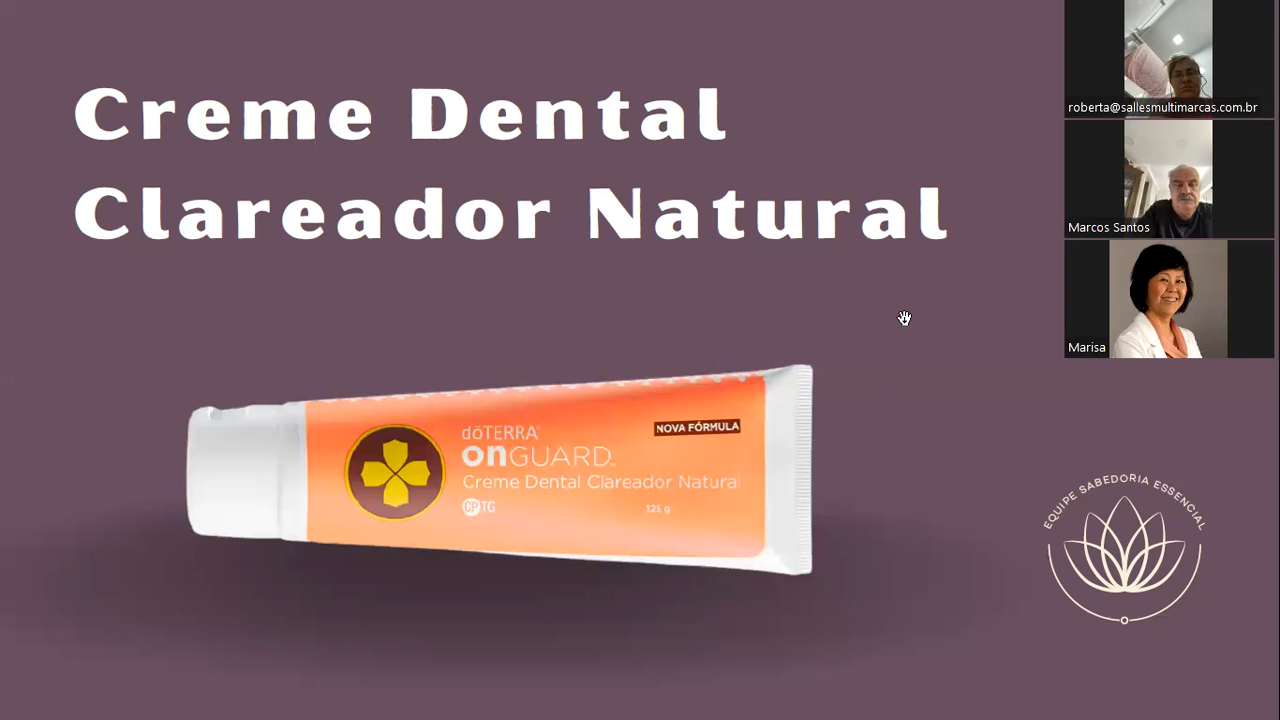 Creme Dental
Clareador Natural
dōTERRA
onGUARD™
Creme Dental Clareador Natural
CPTG
125 g
NOVA FÓRMULA
EQUIPE SABEDORIA ESSENCIAL
roberta@sallesmultimarcas.com.br
Marcos Santos
Marisa